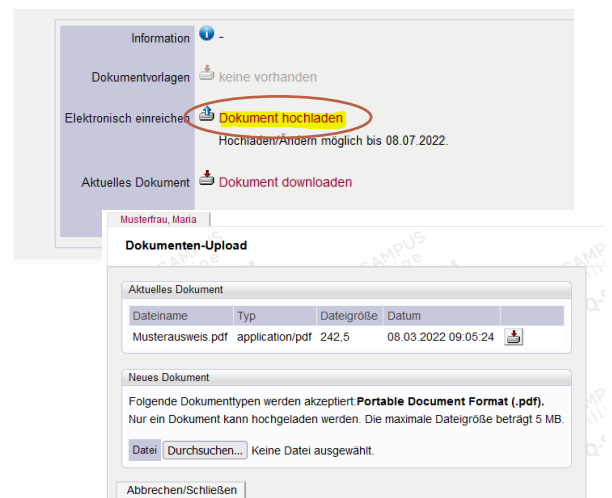 Information -
Dokumentvorlagen keine vorhanden
Elektronisch einreichen Dokument hochladen
Hochladen/Ändern möglich bis 08.07.2022.
Aktuelles Dokument Dokument downloaden
Musterfrau, Maria
Dokumenten-Upload
Aktuelles Dokument
Dateiname Typ Dateigröße Datum
Musterausweis.pdf application/pdf 242,5 08.03.2022 09:05:24
Neues Dokument
Folgende Dokumenttypen werden akzeptiert:Portable Document Format (.pdf).
Nur ein Dokument kann hochgeladen werden. Die maximale Dateigröße beträgt 5 MB.
Datei Durchsuchen... Keine Datei ausgewählt.
Abbrechen/Schließen